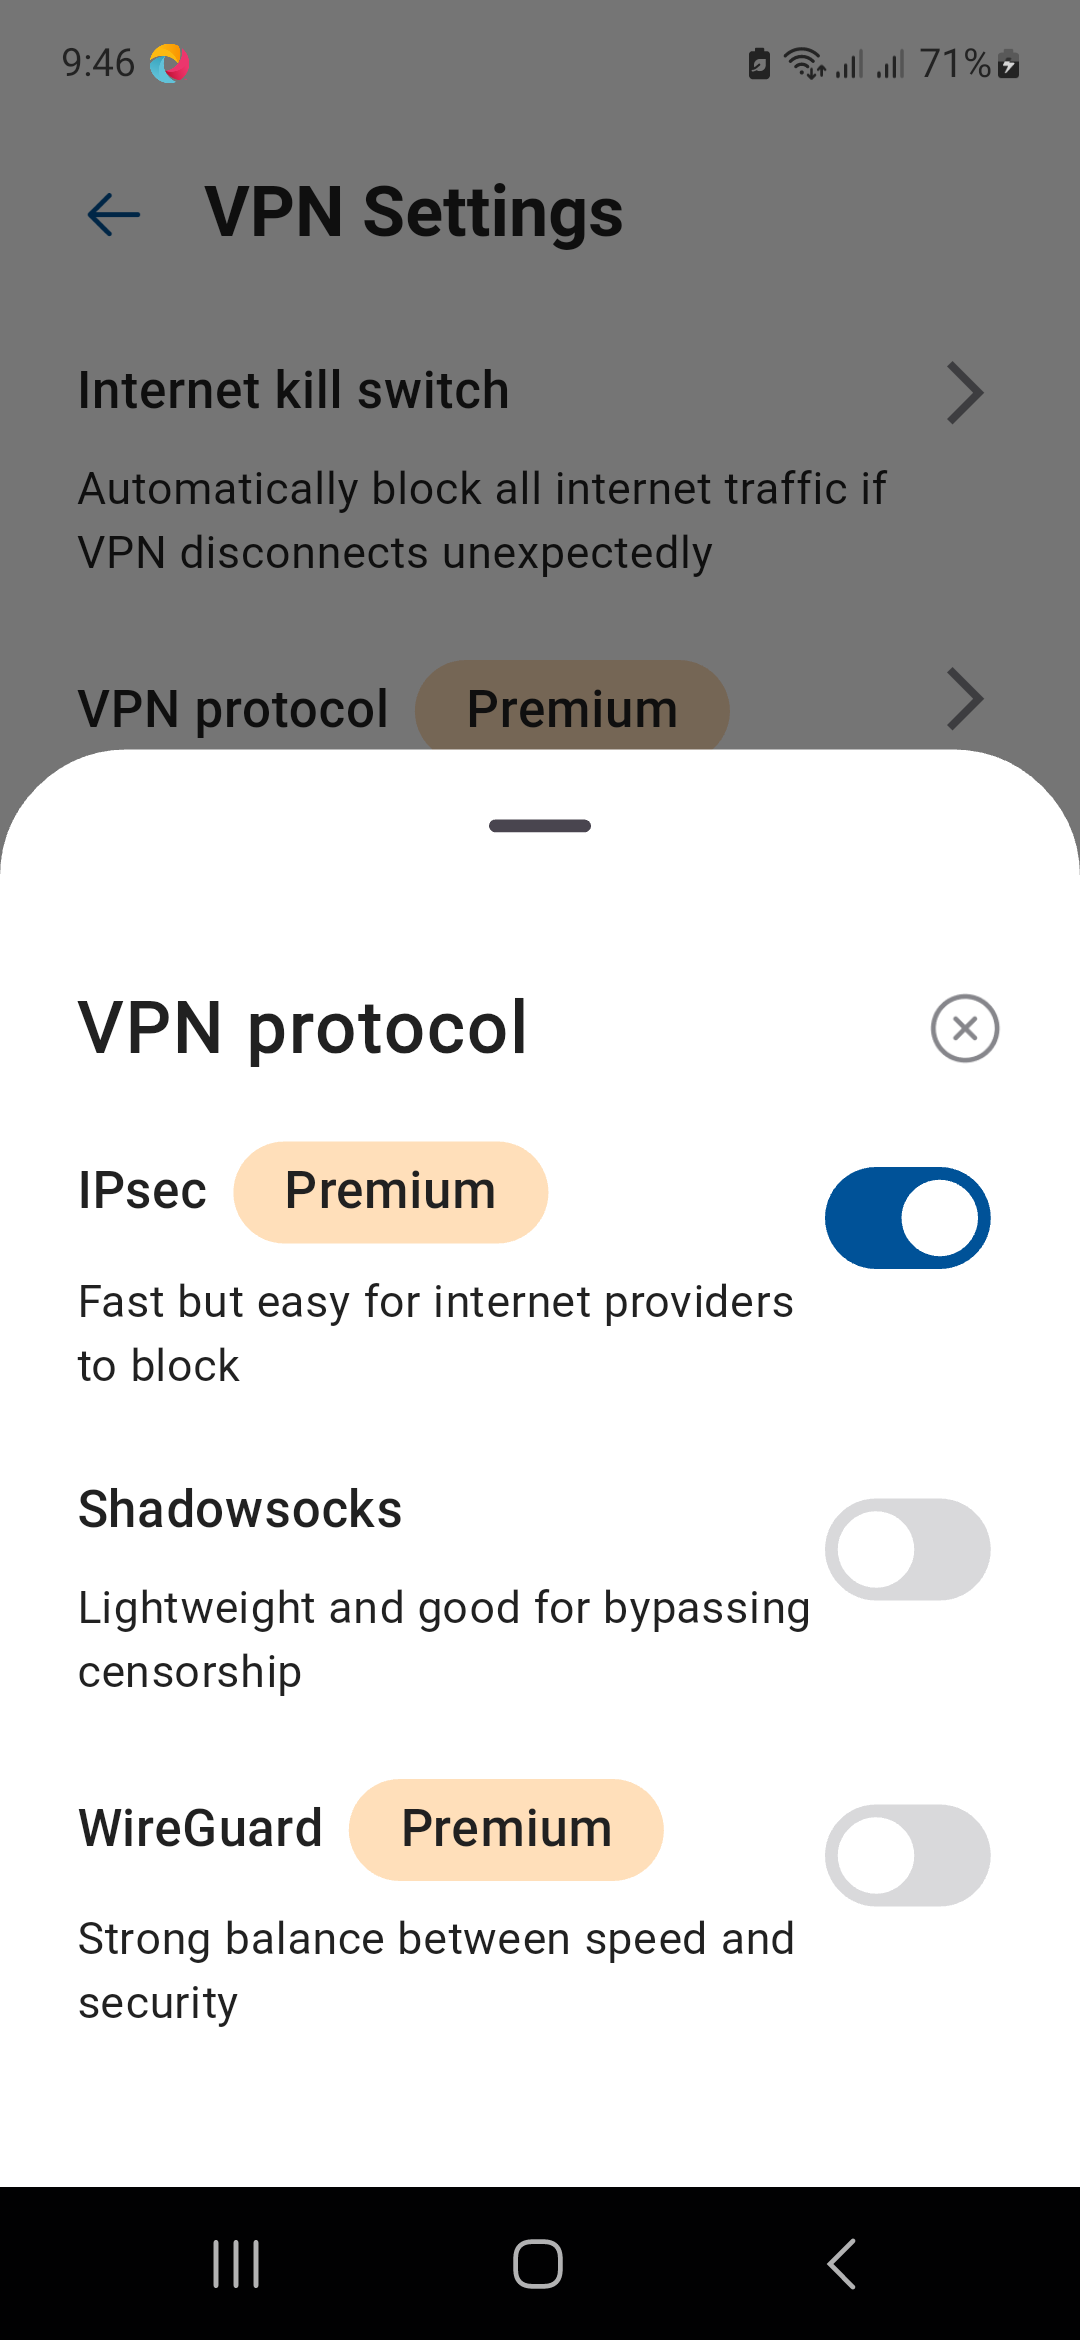 9:46
71%
VPN Settings
Internet kill switch
Automatically block all internet traffic if
VPN disconnects unexpectedly
VPN protocol Premium
VPN protocol
IPsec Premium
Fast but easy for internet providers
to block
Shadowsocks
Lightweight and good for bypassing
censorship
WireGuard Premium
Strong balance between speed and
security